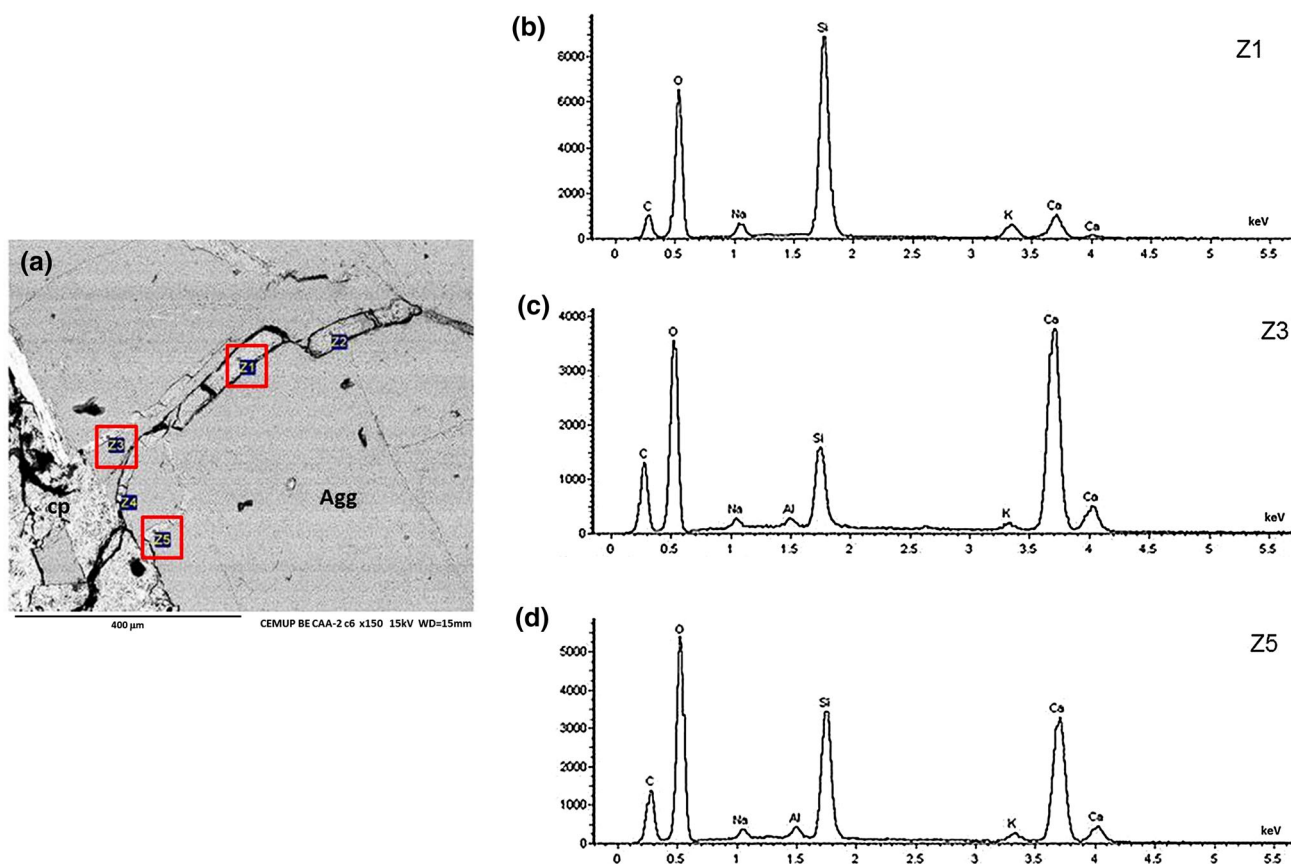 (a)
Z1
Z2
Z3
Z4
Z5
cp
Agg
400 µm
CEMUP BE CAA-2 c6 x150 15kV WD=15mm
(b)
Z1
8000
6000
4000
2000
0
C
O
Na
Si
K
Ca
Ca
keV
0 0.5 1 1.5 2 2.5 3 3.5 4 4.5 5 5.5
(c)
Z3
4000
3000
2000
1000
0
C
O
Na
Al
Si
K
Ca
Ca
keV
0 0.5 1 1.5 2 2.5 3 3.5 4 4.5 5 5.5
(d)
Z5
5000
4000
3000
2000
1000
0
C
O
Na
Al
Si
K
Ca
Ca
keV
0 0.5 1 1.5 2 2.5 3 3.5 4 4.5 5 5.5